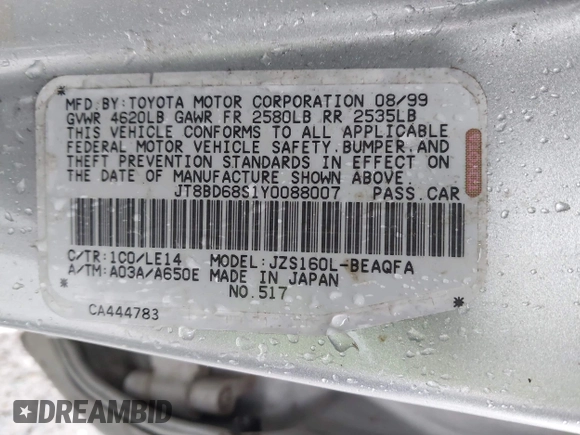 MFD. BY: TOYOTA MOTOR CORPORATION 08/99
GVWR 4620LB GAWR FR 2580LB RR 2535LB
THIS VEHICLE CONFORMS TO ALL APPLICABLE
FEDERAL MOTOR VEHICLE SAFETY, BUMPER, AND
THEFT PREVENTION STANDARDS IN EFFECT ON
THE DATE OF MANUFACTURE SHOWN ABOVE.
JT8BD68S1Y0088007 PASS. CAR
C/TR: 1C0/LE14 MODEL: JZS160L-BEAQFA
A/TM: A03A/A650E MADE IN JAPAN
NO. 517
CA444783
TOYOTA
DREAMBID